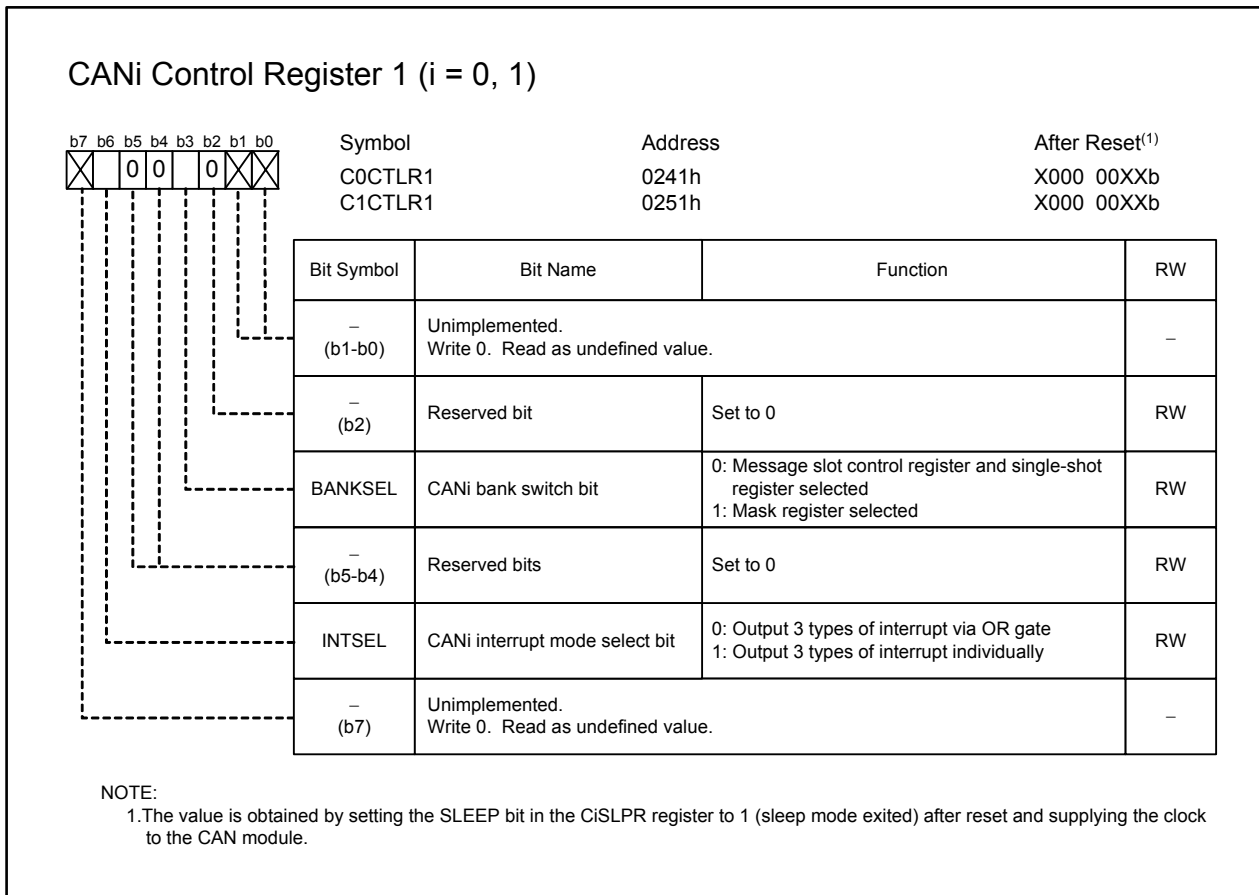 CANi Control Register 1 (i = 0, 1)
b7 b6 b5 b4 b3 b2 b1 b0
0 0 0
Symbol Address After Reset(1)
C0CTLR1 0241h X000 00XXb
C1CTLR1 0251h X000 00XXb
Bit Symbol Bit Name Function RW
–
(b1-b0)
Unimplemented.
Write 0. Read as undefined value.
–
–
(b2)
Reserved bit
Set to 0
RW
BANKSEL
CANi bank switch bit
0: Message slot control register and single-shot
register selected
1: Mask register selected
RW
–
(b5-b4)
Reserved bits
Set to 0
RW
INTSEL
CANi interrupt mode select bit
0: Output 3 types of interrupt via OR gate
1: Output 3 types of interrupt individually
RW
–
(b7)
Unimplemented.
Write 0. Read as undefined value.
–
NOTE:
1.The value is obtained by setting the SLEEP bit in the CiSLPR register to 1 (sleep mode exited) after reset and supplying the clock
to the CAN module.